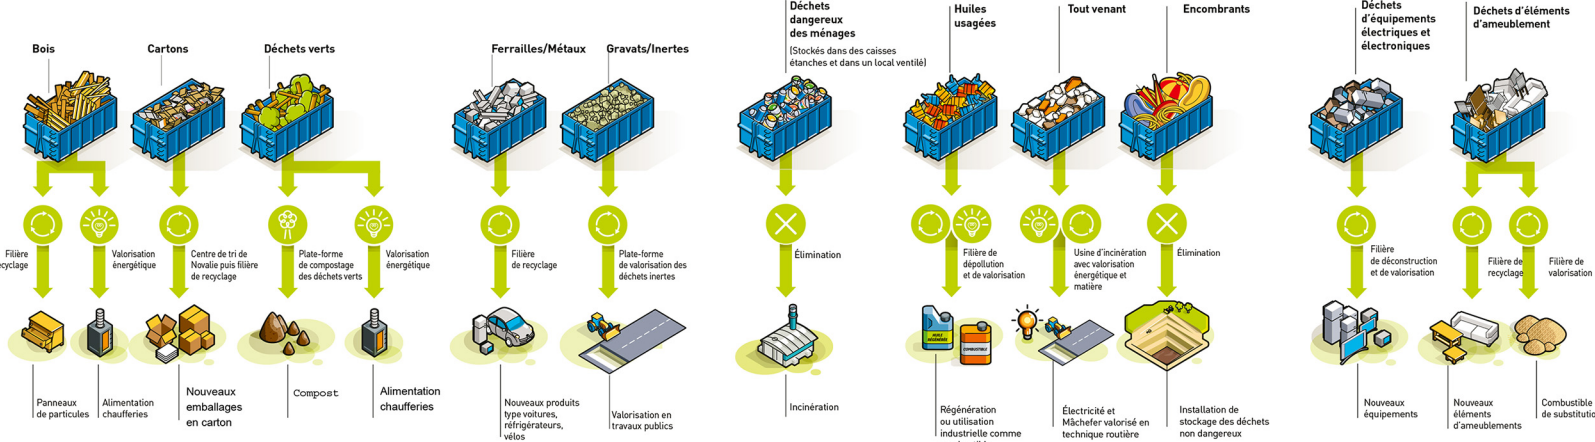 Bois
Cartons
Déchets verts
Ferrailles/Métaux
Gravats/Inertes
Déchets
dangereux
des ménages
(Stockés dans des caisses
étanches et dans un local ventilé)
Huiles
usagées
Tout venant
Encombrants
Déchets
d'équipements
électriques et
électroniques
Déchets d'éléments
d'ameublement
Filière
recyclage
Valorisation
énergétique
Centre de tri de
Novalie puis filière
de recyclage
Plate-forme
de compostage
des déchets verts
Valorisation
énergétique
Filière
de recyclage
Plate-forme
de valorisation des
déchets inertes
Élimination
Filière de
dépollution
et de valorisation
Usine d'incinération
avec valorisation
énergétique et
matière
Élimination
Filière
de déconstruction
et de valorisation
Filière de
recyclage
Filière de
valorisation
HUILE
RÉGÉNÉRÉE
COMBUSTIBLE
Panneaux
de particules
Alimentation
chaufferies
Nouveaux
emballages
en carton
Compost
Alimentation
chaufferies
Nouveaux produits
type voitures,
réfrigérateurs,
vélos
Valorisation en
travaux publics
Incinération
Régénération
ou utilisation
industrielle comme
Électricité et
Mâchefer valorisé en
technique routière
Installation de
stockage des déchets
non dangereux
Nouveaux
équipements
Nouveaux
éléments
d'ameublements
Combustible
de substitutio